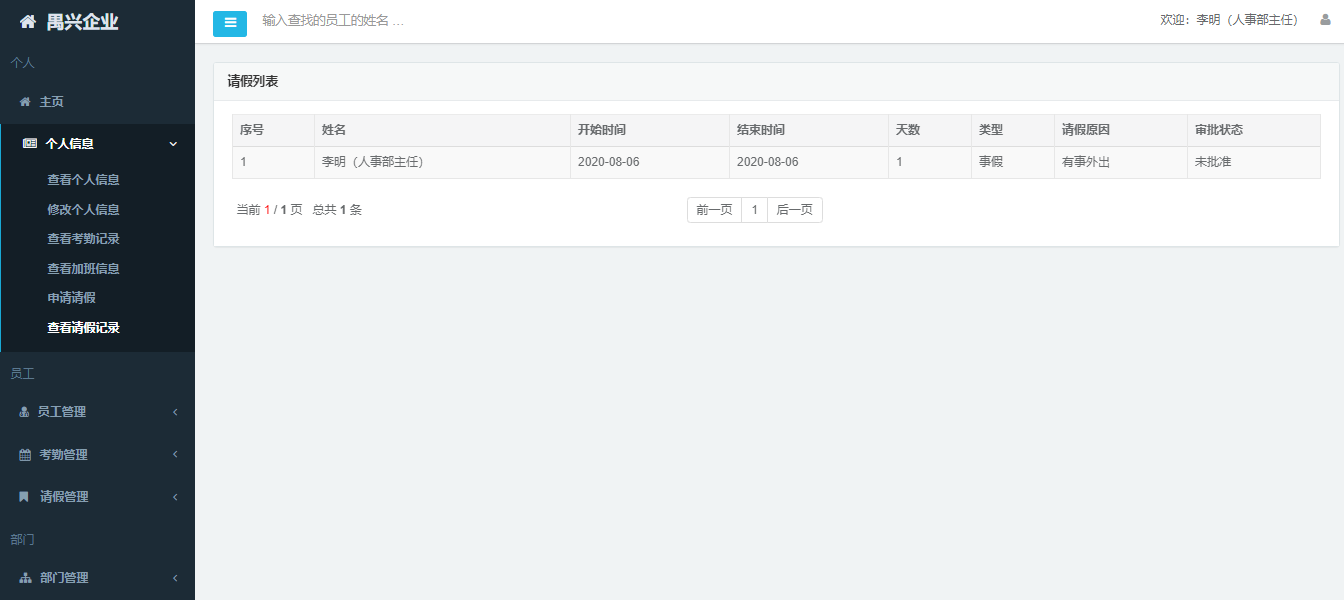 禺兴企业
输入查找的员工的姓名 ...
欢迎：李明（人事部主任）
个人
主页
个人信息
查看个人信息
修改个人信息
查看考勤记录
查看加班信息
申请请假
查看请假记录
员工
员工管理
考勤管理
请假管理
部门
部门管理
请假列表
序号 姓名 开始时间 结束时间 天数 类型 请假原因 审批状态
1 李明（人事部主任） 2020-08-06 2020-08-06 1 事假 有事外出 未批准
当前 1 / 1 页 总共 1 条
前一页 1 后一页